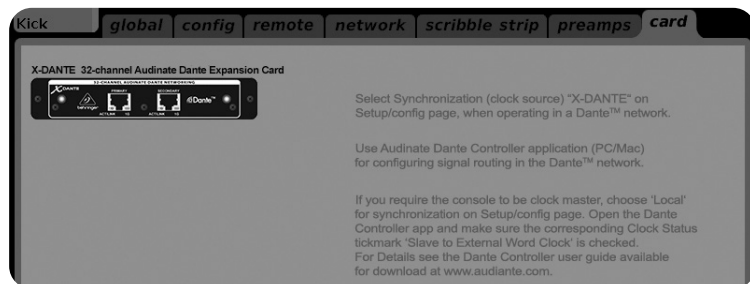 Kick global config remote network scribble strip preamps card
X-DANTE 32-channel Audinate Dante Expansion Card
32-CHANNEL AUDINATE DANTE NETWORKING
X-DANTE PRIMARY SECONDARY
behringer Dante™
ACT/LINK 1G ACT/LINK 1G
Select Synchronization (clock source) "X-DANTE" on
Setup/config page, when operating in a Dante™ network.
Use Audinate Dante Controller application (PC/Mac)
for configuring signal routing in the Dante™ network.
If you require the console to be clock master, choose 'Local'
for synchronization on Setup/config page. Open the Dante
Controller app and make sure the corresponding Clock Status
tickmark 'Slave to External Word Clock' is checked.
For Details see the Dante Controller user guide available
for download at www.audiante.com.